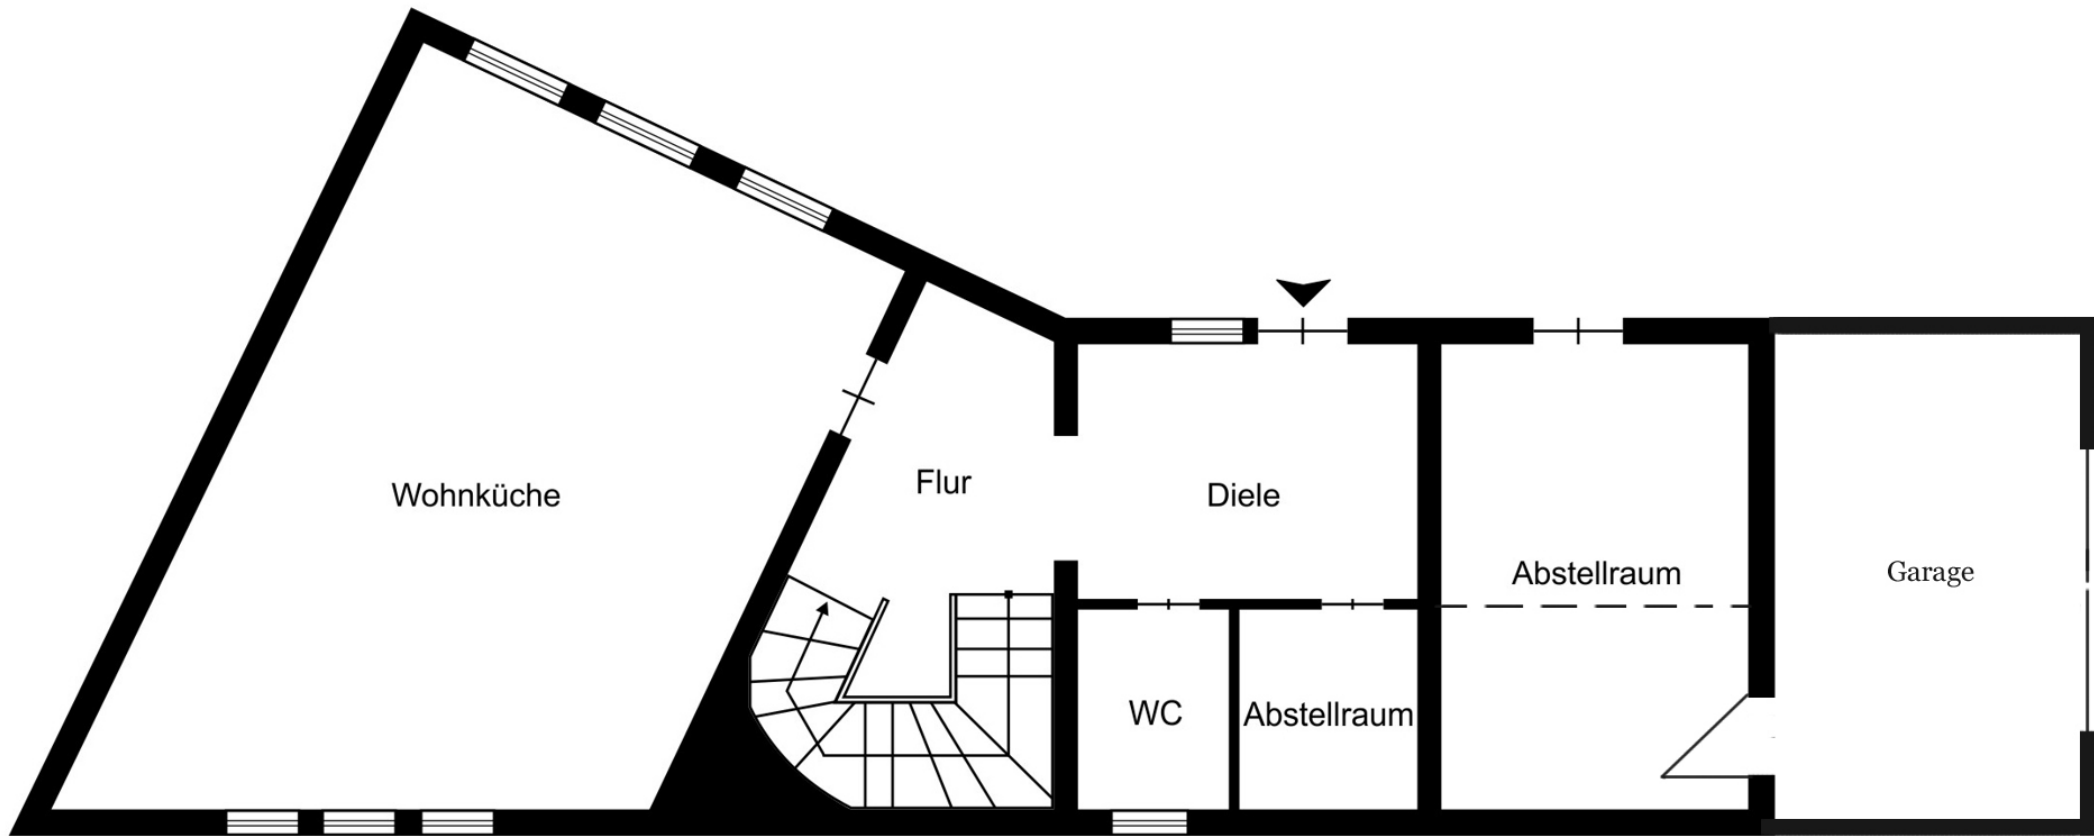 Wohnküche
Flur
Diele
Abstellraum
Garage
WC
Abstellraum